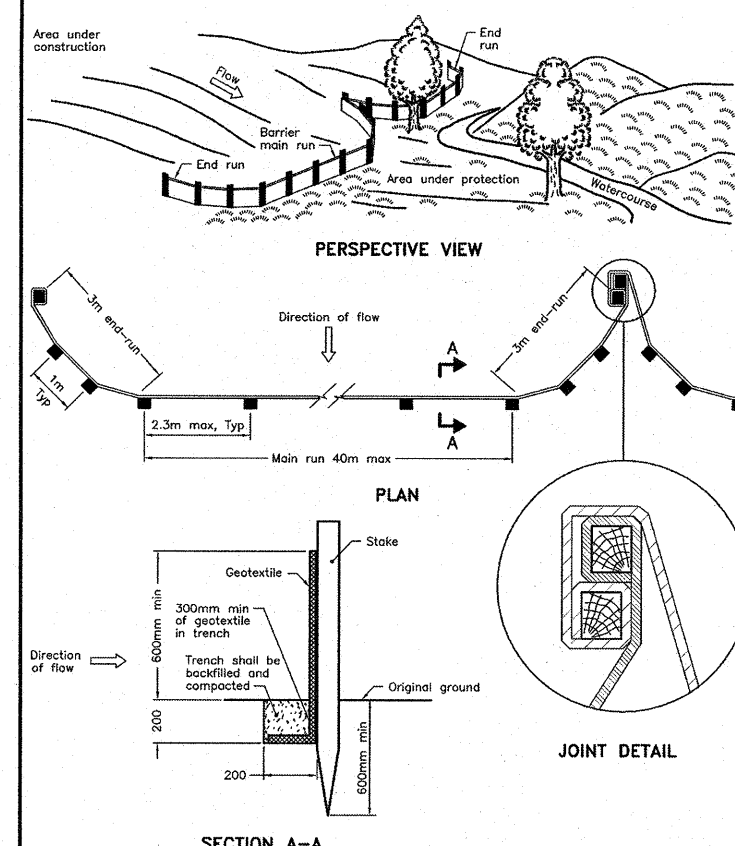 Area under
construction
Flow
End
run
Barrier
main run
End run
Area under protection
Watercourse
PERSPECTIVE VIEW
3m end-run
Direction of flow
3m end-run
A
1m
Typ
2.3m max, Typ
A
Main run 40m max
PLAN
Stake
Geotextile
600mm min
300mm min
of geotextile
in trench
Direction
of flow
Trench shall be
backfilled and
compacted
Original ground
200
200
600mm min
JOINT DETAIL
SECTION A-A